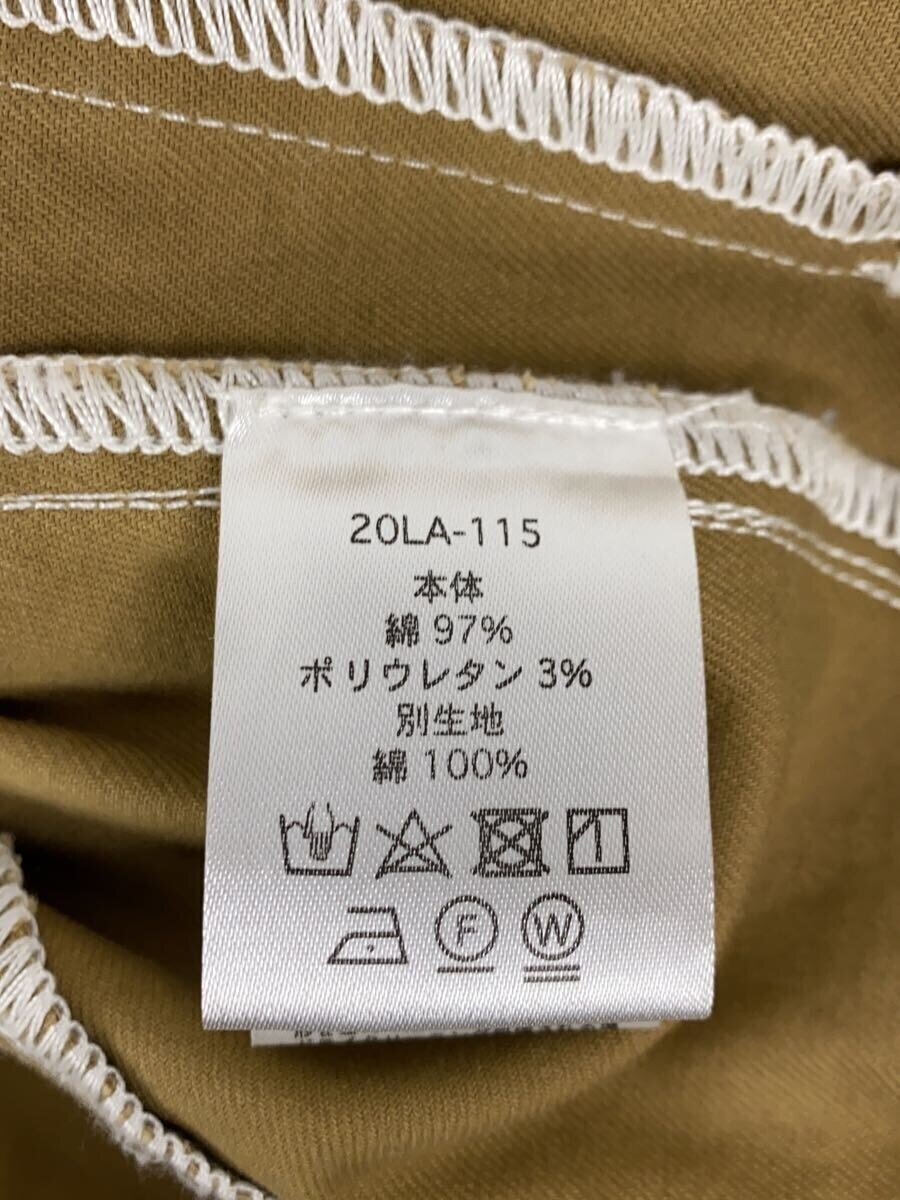 20LA-115
本体
綿 97%
ポリウレタン 3%
別生地
綿 100%
F
W